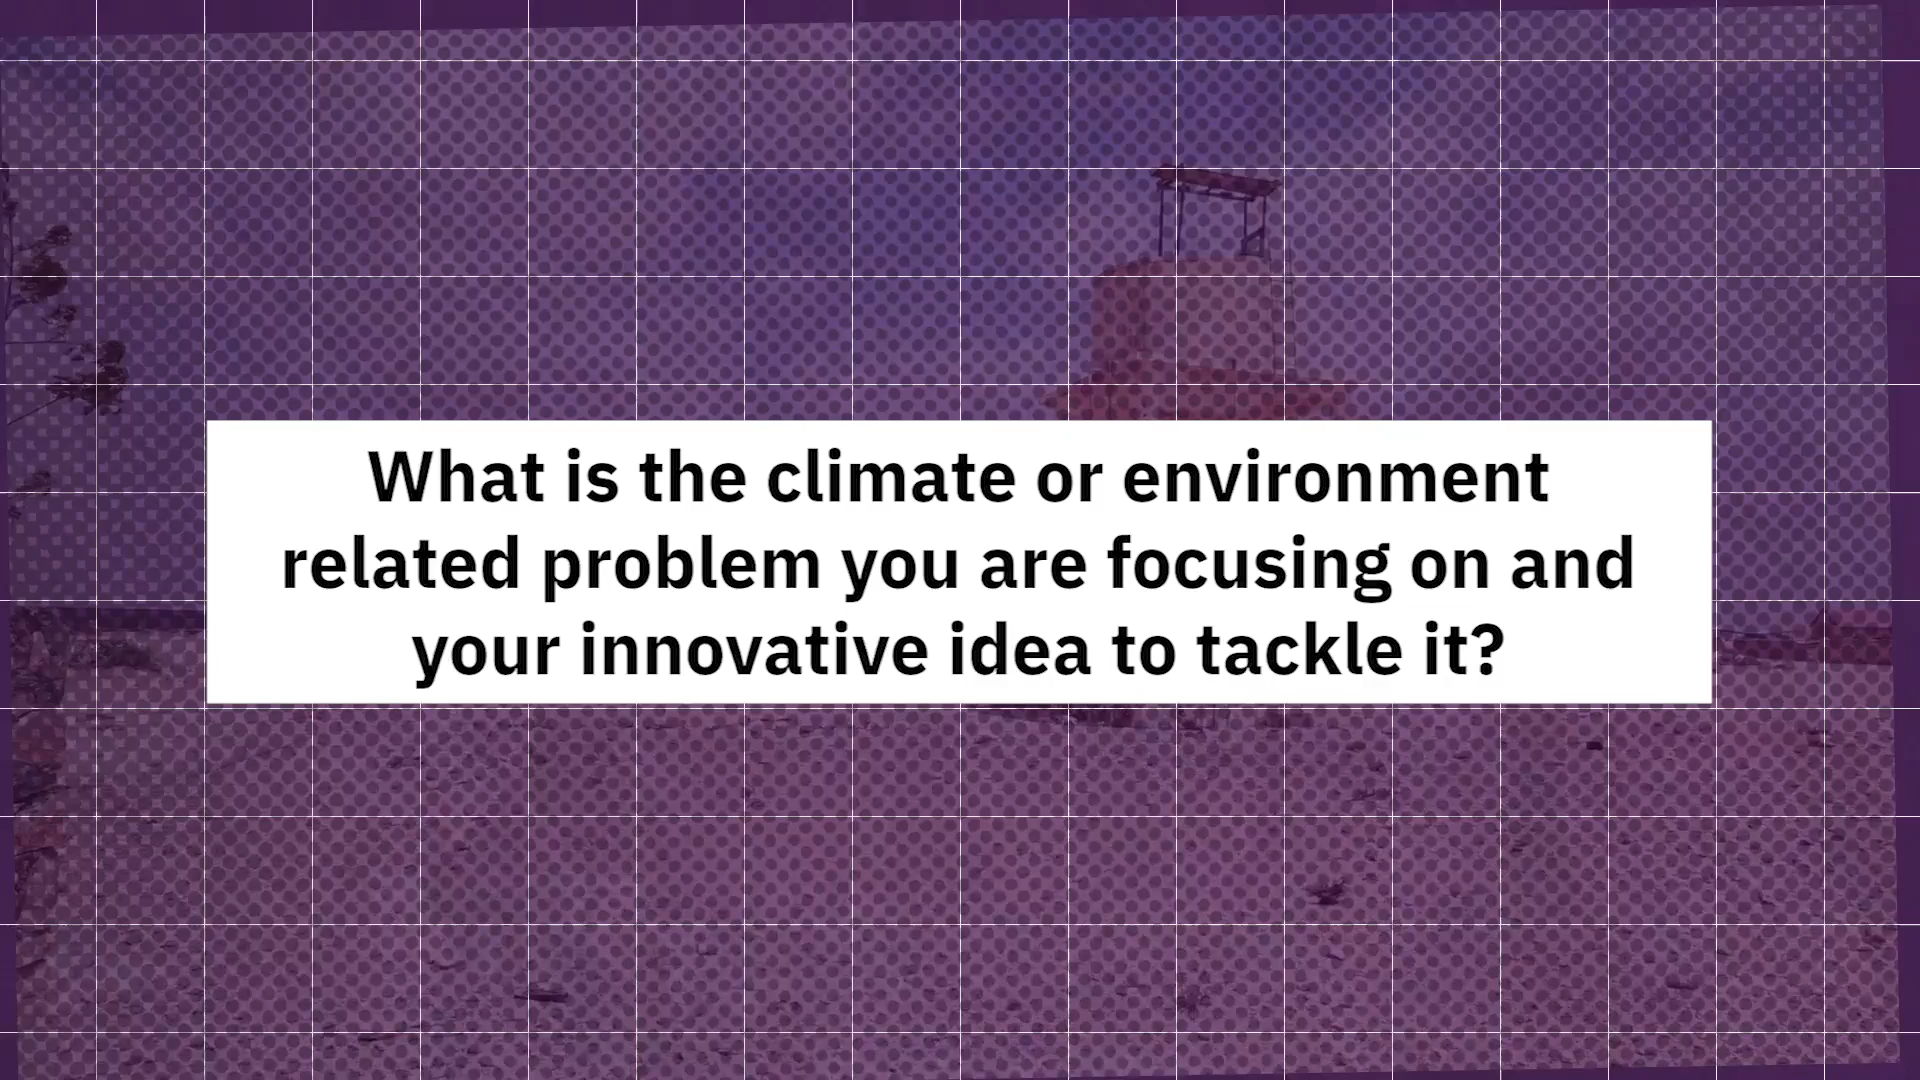 What is the climate or environment
related problem you are focusing on and
your innovative idea to tackle it?